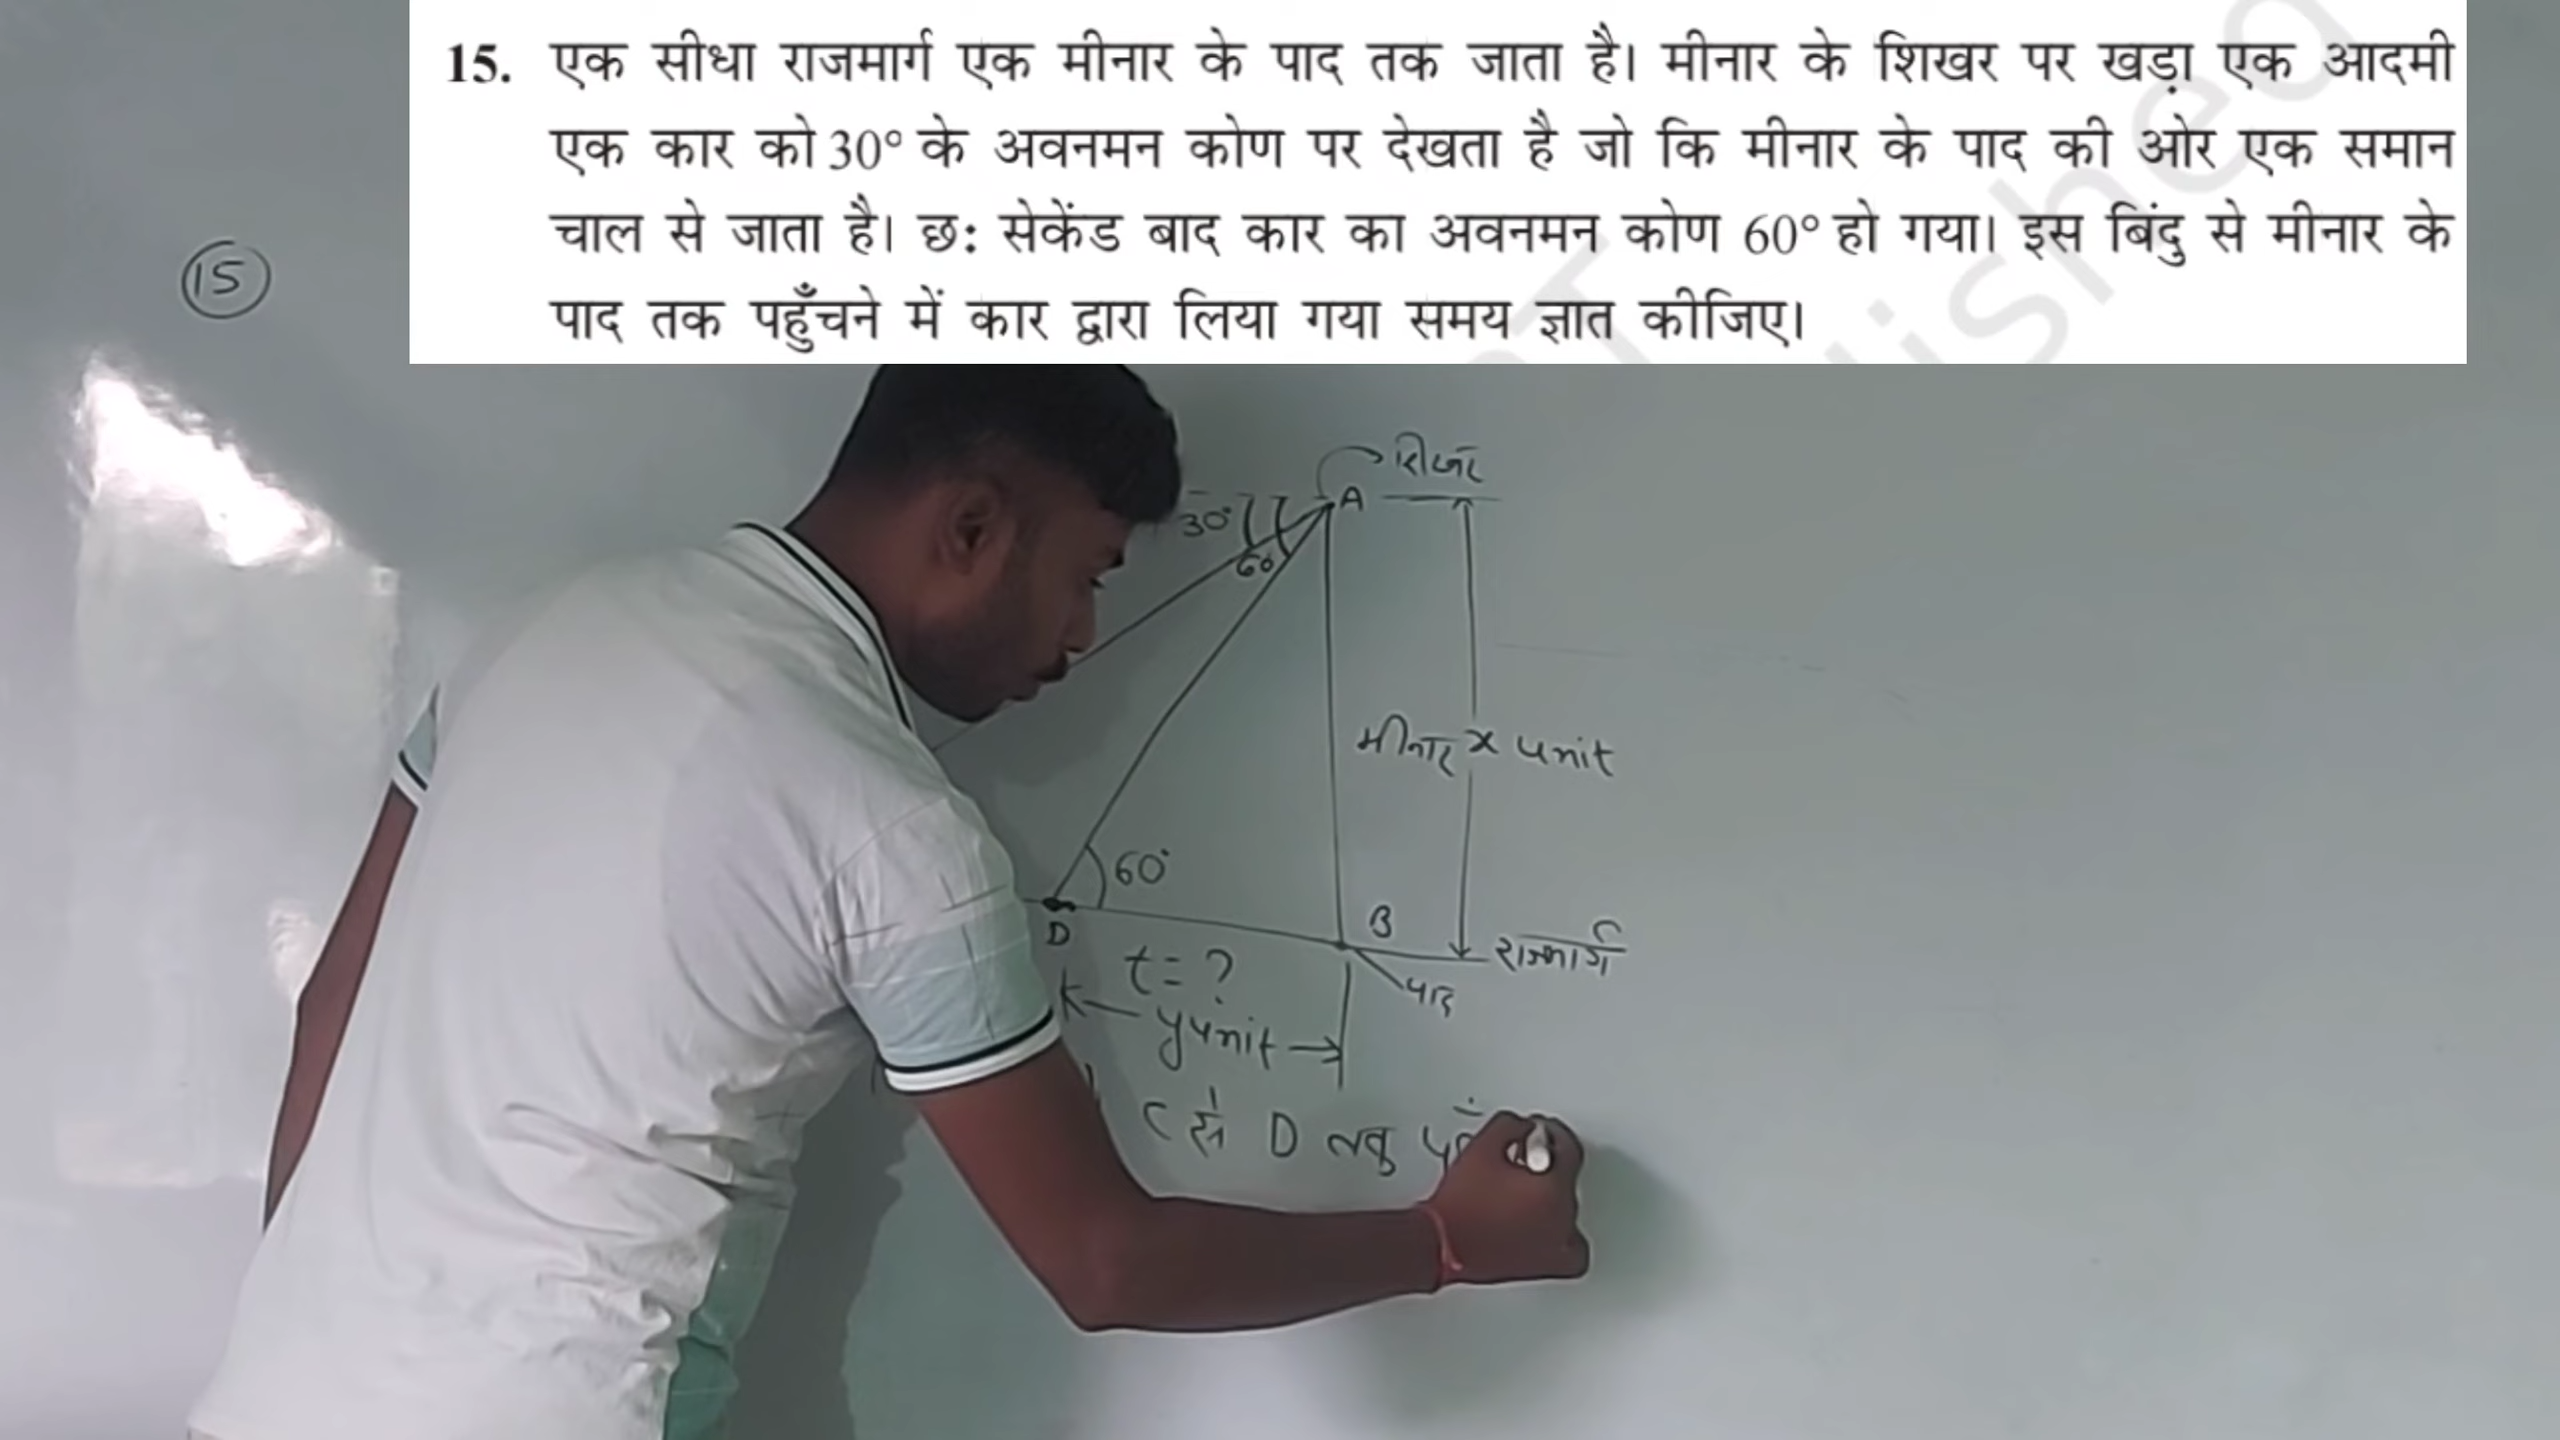 15. एक सीधा राजमार्ग एक मीनार के पाद तक जाता है। मीनार के शिखर पर खड़ा एक आदमी
एक कार को 30° के अवनमन कोण पर देखता है जो कि मीनार के पाद की ओर एक समान
चाल से जाता है। छः सेकेंड बाद कार का अवनमन कोण 60° हो गया। इस बिंदु से मीनार के
पाद तक पहुँचने में कार द्वारा लिया गया समय ज्ञात कीजिए।
15
शिखर
A
30°
60
मीनार x unit
60°
D
B
राजमार्ग
पाद
t = ?
y unit
C से D तक